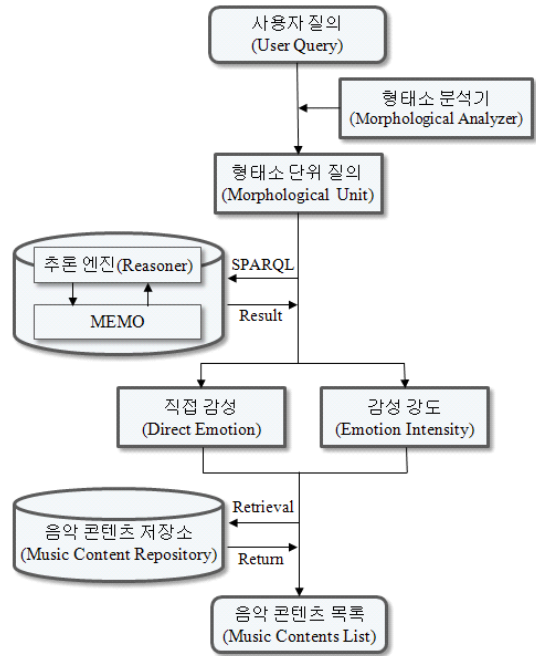 사용자 질의
(User Query)
형태소 분석기
(Morphological Analyzer)
형태소 단위 질의
(Morphological Unit)
추론 엔진(Reasoner)
MEMO
SPARQL
Result
직접 감성
(Direct Emotion)
감성 강도
(Emotion Intensity)
음악 콘텐츠 저장소
(Music Content Repository)
Retrieval
Return
음악 콘텐츠 목록
(Music Contents List)